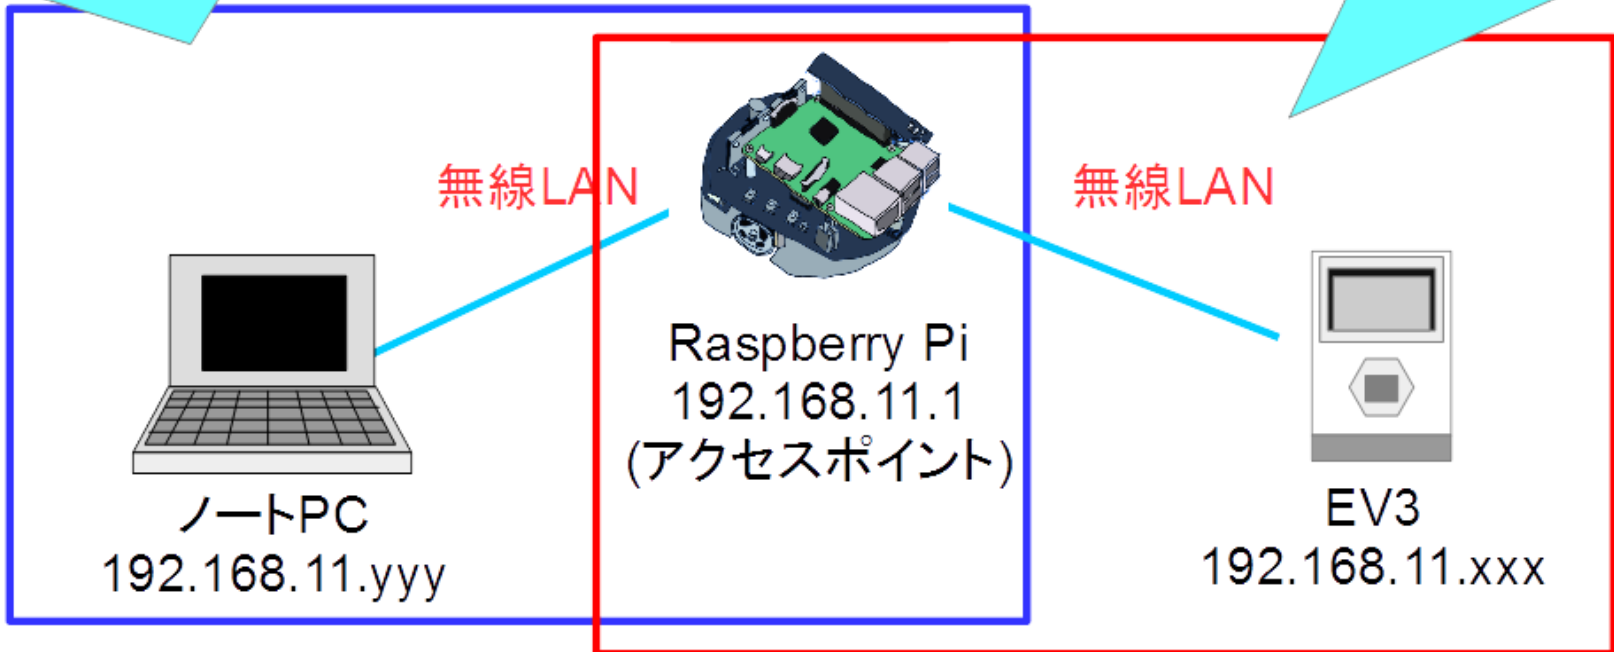 無線LAN
無線LAN
Raspberry Pi
192.168.11.1
(アクセスポイント)
ノートPC
192.168.11.yyy
EV3
192.168.11.xxx